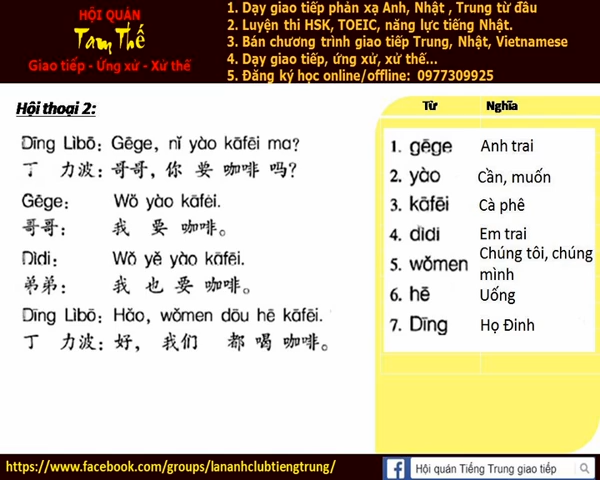 HỘI QUÁN
Tam Thế
Giao tiếp - Ứng xử - Xử thế
1. Dạy giao tiếp phản xạ Anh, Nhật , Trung từ đầu
2. Luyện thi HSK, TOEIC, năng lực tiếng Nhật.
3. Bán chương trình giao tiếp Trung, Nhật, Vietnamese
4. Dạy giao tiếp, ứng xử, xử thế...
5. Đăng ký học online/offline: 0977309925
Hội thoại 2:
Dīng Lìbō: Gēge, nǐ yào kāfēi ma?
丁 力波: 哥哥, 你 要 咖啡 吗?
Gēge: Wǒ yào kāfēi.
哥哥: 我 要 咖啡。
Dìdi: Wǒ yě yào kāfēi.
弟弟: 我 也 要 咖啡。
Dīng Lìbō: Hǎo, wǒmen dōu hē kāfēi.
丁 力波: 好, 我们 都 喝 咖啡。
Từ Nghĩa
1. gēge Anh trai
2. yào Cần, muốn
3. kāfēi Cà phê
4. dìdi Em trai
5. wǒmen Chúng tôi, chúng
mình
6. hē Uống
7. Dīng Họ Đinh
https://www.facebook.com/groups/lananhclubtiengtrung/
f Hội quán Tiếng Trung giao tiếp